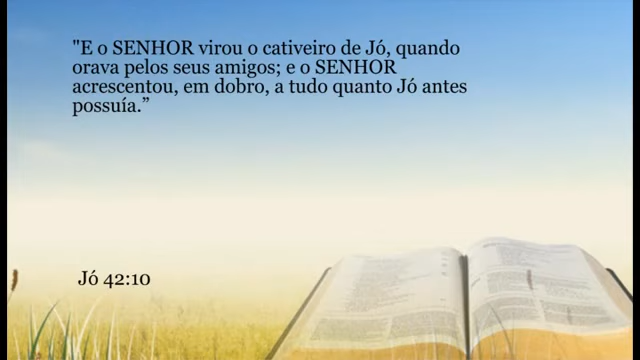 "E o SENHOR virou o cativeiro de Jó, quando
orava pelos seus amigos; e o SENHOR
acrescentou, em dobro, a tudo quanto Jó antes
possuía.”
Jó 42:10